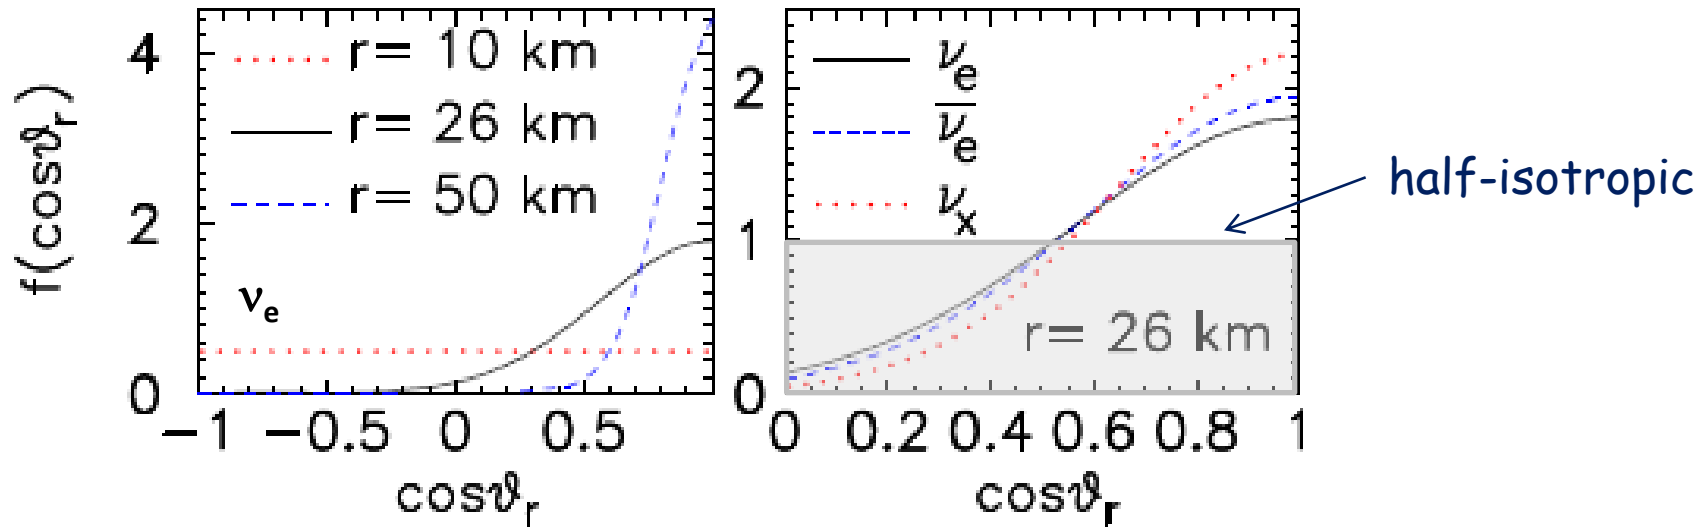 f(cosϑr)
4
2
0
r= 10 km
r= 26 km
r= 50 km
νe
−1 −0.5 0 0.5
cosϑr
2
1
0
νe
ν̅e
νx
r= 26 km
0 0.2 0.4 0.6 0.8 1
cosϑr
half-isotropic